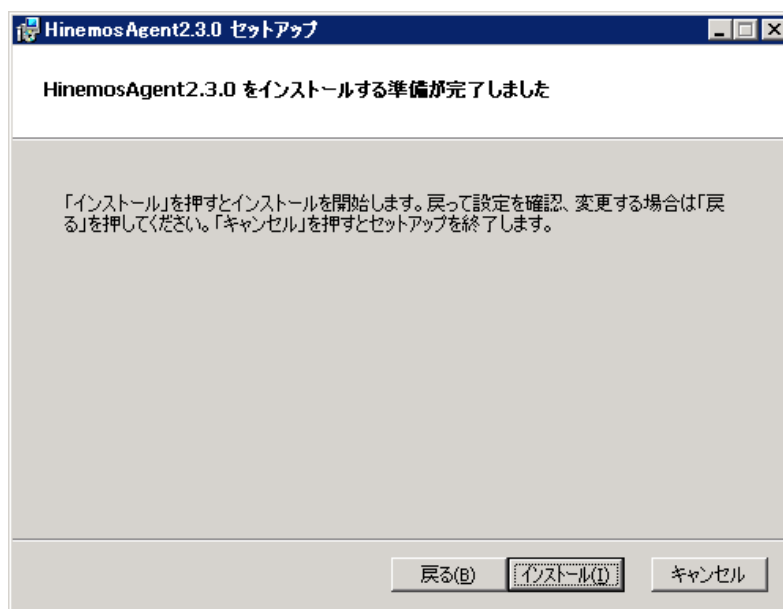 HinemosAgent2.3.0 セットアップ
HinemosAgent2.3.0 をインストールする準備が完了しました
「インストール」を押すとインストールを開始します。戻って設定を確認、変更する場合は「戻
る」を押してください。「キャンセル」を押すとセットアップを終了します。
戻る(B) インストール(I) キャンセル